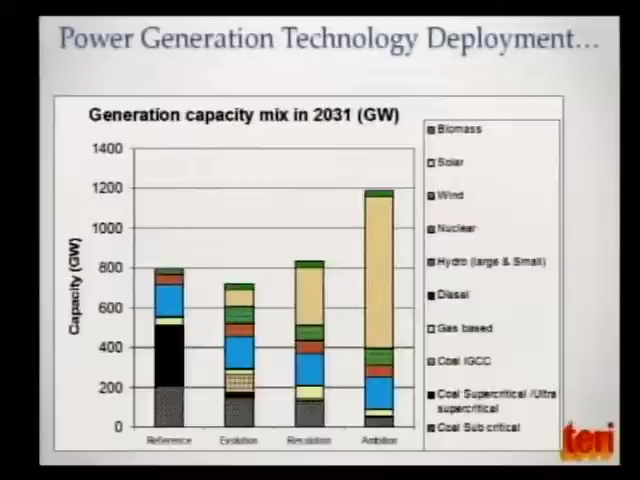 Power Generation Technology Deployment...
Generation capacity mix in 2031 (GW)
1400
1200
1000
800
600
400
200
0
Capacity (GW)
Reference
Evolution
Resolution
Ambition
Biomass
Solar
Wind
Nuclear
Hydro (large & Small)
Diesel
Gas based
Coal IGCC
Coal Supercritical /Ultra
supercritical
Coal Sub critical
teri